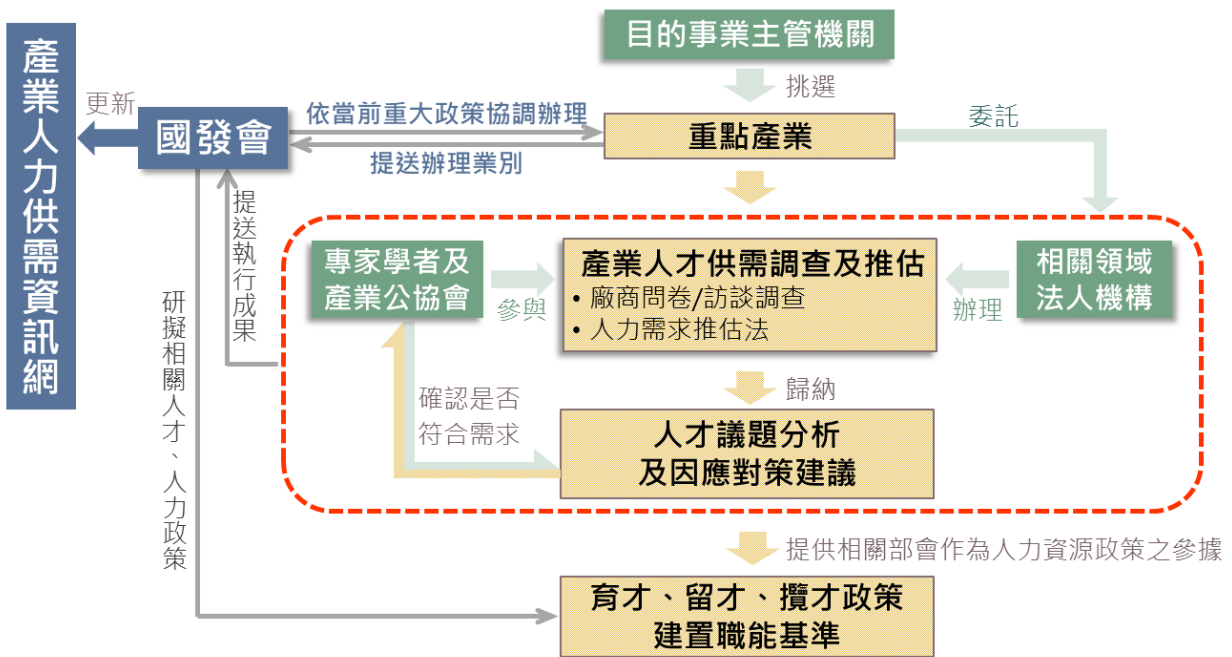 目的事業主管機關
挑選
產業人力供需資訊網
更新
國發會
依當前重大政策協調辦理
提送辦理業別
重點產業
委託
提送執行成果
研擬相關人才、人力政策
專家學者及
產業公協會
參與
產業人才供需調查及推估
• 廠商問卷/訪談調查
• 人力需求推估法
辦理
相關領域
法人機構
歸納
確認是否
符合需求
人才議題分析
及因應對策建議
提供相關部會作為人力資源政策之參據
育才、留才、攬才政策
建置職能基準